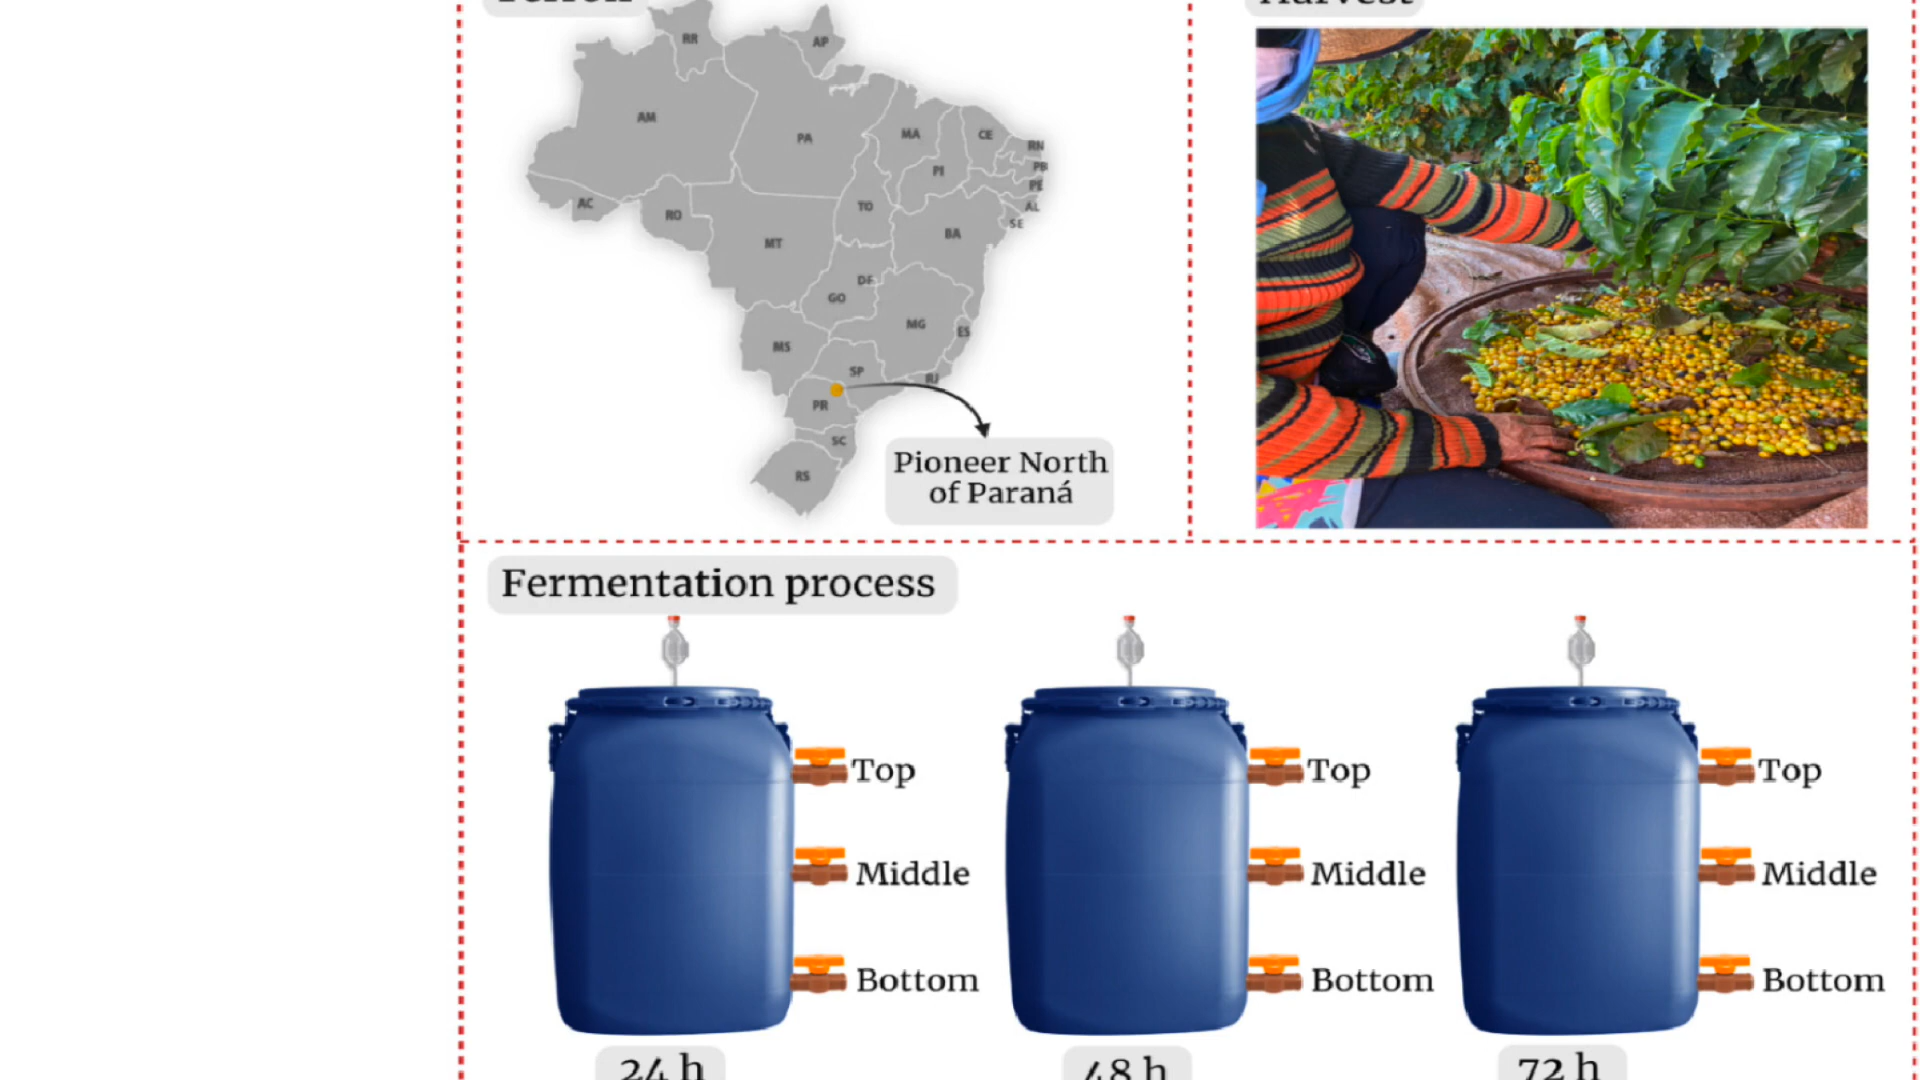 Harvest
RR
AP
AM
PA
MA
CE
RN
PB
PI
PE
AC
RO
TO
AL
SE
MT
BA
DF
GO
MG
ES
MS
SP
RJ
PR
SC
RS
Pioneer North
of Paraná
Fermentation process
Top
Top
Top
Middle
Middle
Middle
Bottom
Bottom
Bottom
24 h
48 h
72 h